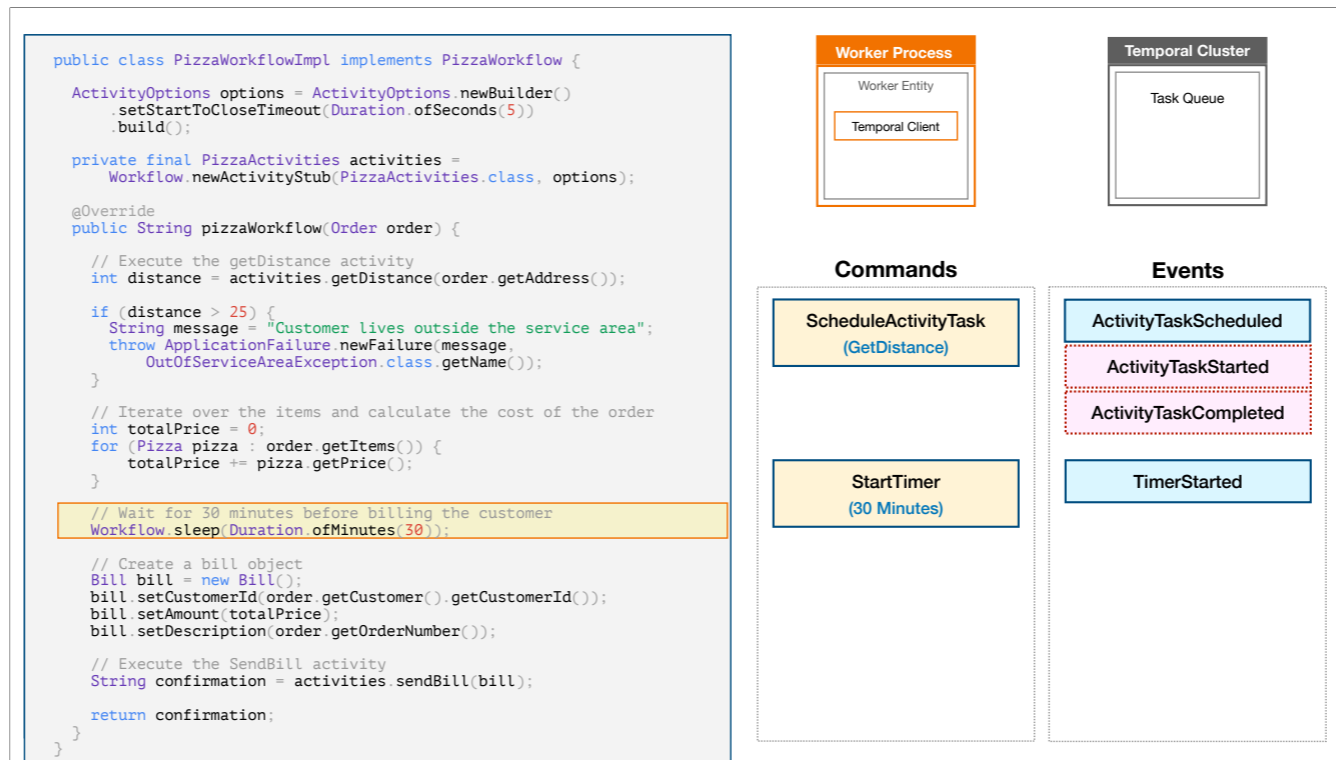 public class PizzaWorkflowImpl implements PizzaWorkflow {
ActivityOptions options = ActivityOptions.newBuilder()
.setStartToCloseTimeout(Duration.ofSeconds(5))
.build();
private final PizzaActivities activities =
Workflow.newActivityStub(PizzaActivities.class, options);
@Override
public String pizzaWorkflow(Order order) {
// Execute the getDistance activity
int distance = activities.getDistance(order.getAddress());
if (distance > 25) {
String message = "Customer lives outside the service area";
throw ApplicationFailure.newFailure(message,
OutOfServiceAreaException.class.getName());
}
// Iterate over the items and calculate the cost of the order
int totalPrice = 0;
for (Pizza pizza : order.getItems()) {
totalPrice += pizza.getPrice();
}
// Wait for 30 minutes before billing the customer
Workflow.sleep(Duration.ofMinutes(30));
// Create a bill object
Bill bill = new Bill();
bill.setCustomerId(order.getCustomer().getCustomerId());
bill.setAmount(totalPrice);
bill.setDescription(order.getOrderNumber());
// Execute the SendBill activity
String confirmation = activities.sendBill(bill);
return confirmation;
}
}
Worker Process
Worker Entity
Temporal Client
Temporal Cluster
Task Queue
Commands
ScheduleActivityTask
(GetDistance)
StartTimer
(30 Minutes)
Events
ActivityTaskScheduled
ActivityTaskStarted
ActivityTaskCompleted
TimerStarted